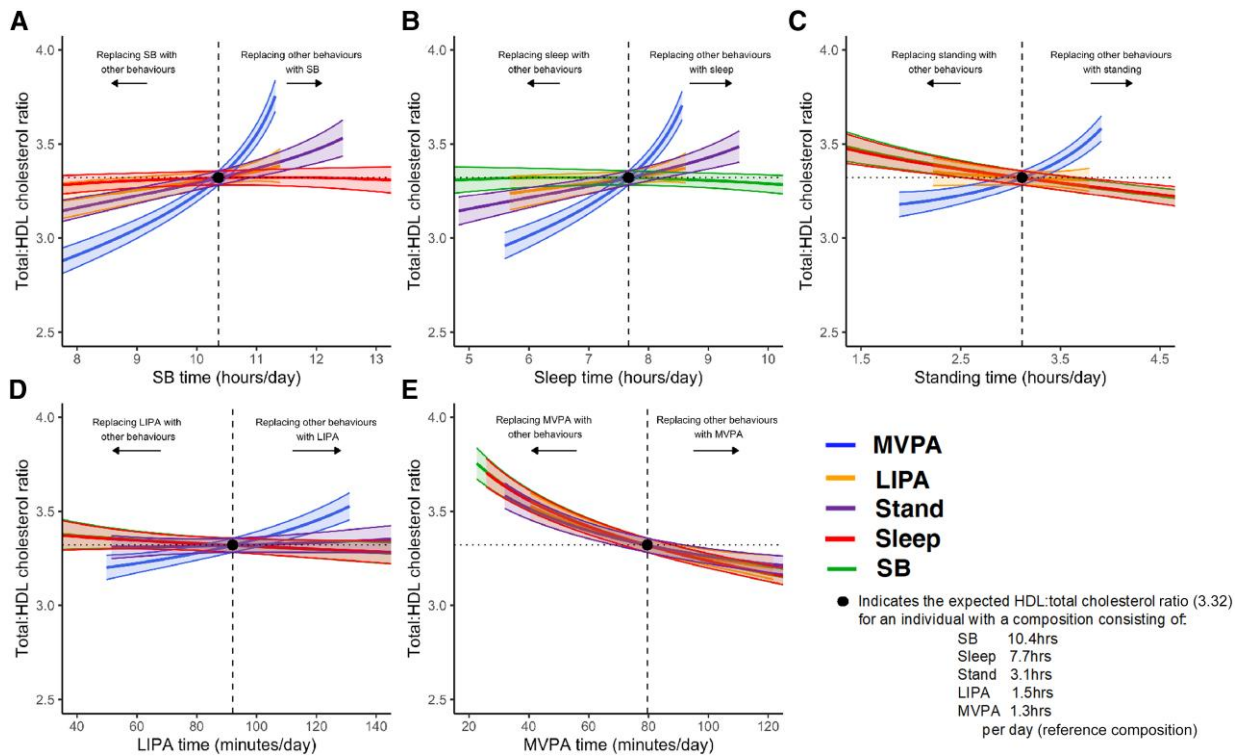 A
Total:HDL cholesterol ratio
4.0
3.5
3.0
2.5
Replacing SB with
other behaviours
Replacing other behaviours
with SB
8 9 10 11 12 13
SB time (hours/day)
B
Total:HDL cholesterol ratio
4.0
3.5
3.0
2.5
Replacing sleep with
other behaviours
Replacing other behaviours
with sleep
5 6 7 8 9 10
Sleep time (hours/day)
C
Total:HDL cholesterol ratio
4.0
3.5
3.0
2.5
Replacing standing with
other behaviours
Replacing other behaviours
with standing
1.5 2.5 3.5 4.5
Standing time (hours/day)
D
Total:HDL cholesterol ratio
4.0
3.5
3.0
2.5
Replacing LIPA with
other behaviours
Replacing other behaviours
with LIPA
40 60 80 100 120 140
LIPA time (minutes/day)
E
Total:HDL cholesterol ratio
4.0
3.5
3.0
2.5
Replacing MVPA with
other behaviours
Replacing other behaviours
with MVPA
20 40 60 80 100 120
MVPA time (minutes/day)
MVPA
LIPA
Stand
Sleep
SB
Indicates the expected HDL:total cholesterol ratio (3.32)
for an individual with a composition consisting of:
SB 10.4hrs
Sleep 7.7hrs
Stand 3.1hrs
LIPA 1.5hrs
MVPA 1.3hrs
per day (reference composition)